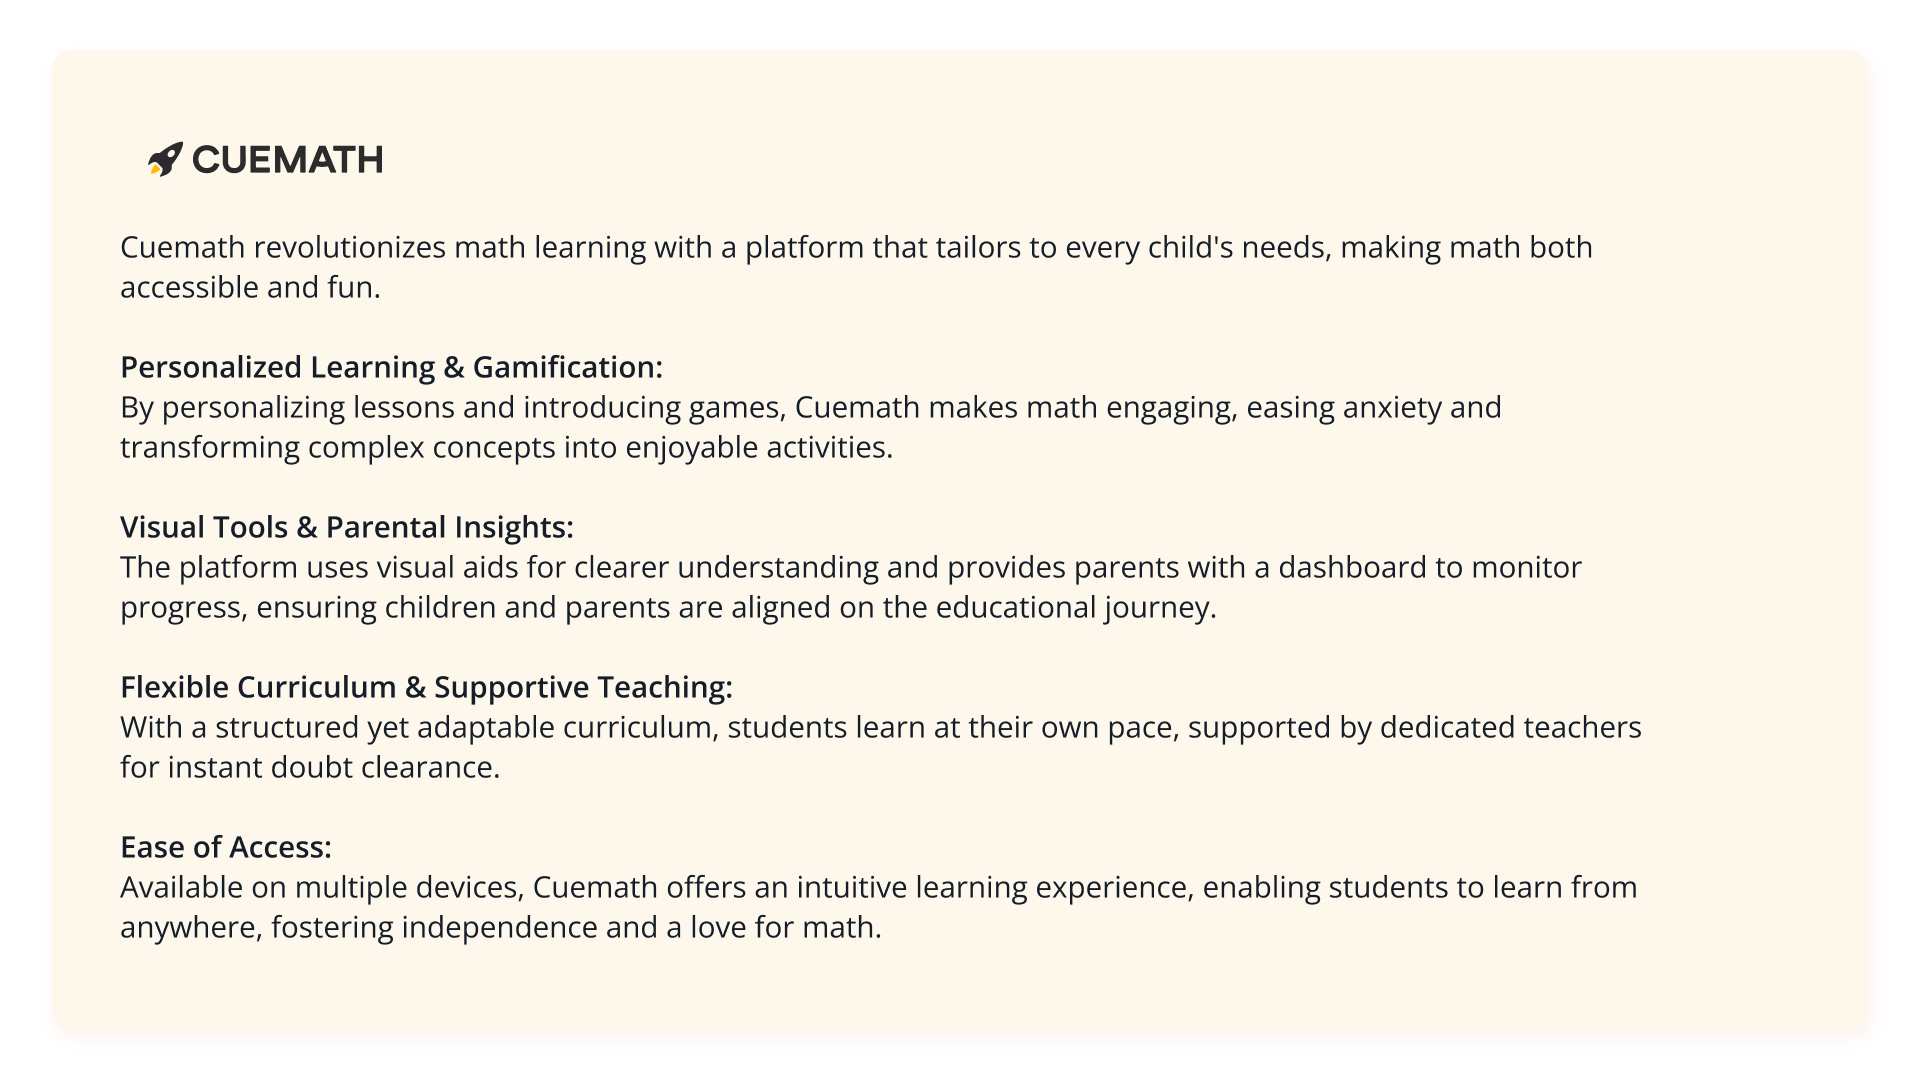 CUEMATH
Cuemath revolutionizes math learning with a platform that tailors to every child's needs, making math both
accessible and fun.
Personalized Learning & Gamification:
By personalizing lessons and introducing games, Cuemath makes math engaging, easing anxiety and
transforming complex concepts into enjoyable activities.
Visual Tools & Parental Insights:
The platform uses visual aids for clearer understanding and provides parents with a dashboard to monitor
progress, ensuring children and parents are aligned on the educational journey.
Flexible Curriculum & Supportive Teaching:
With a structured yet adaptable curriculum, students learn at their own pace, supported by dedicated teachers
for instant doubt clearance.
Ease of Access:
Available on multiple devices, Cuemath offers an intuitive learning experience, enabling students to learn from
anywhere, fostering independence and a love for math.